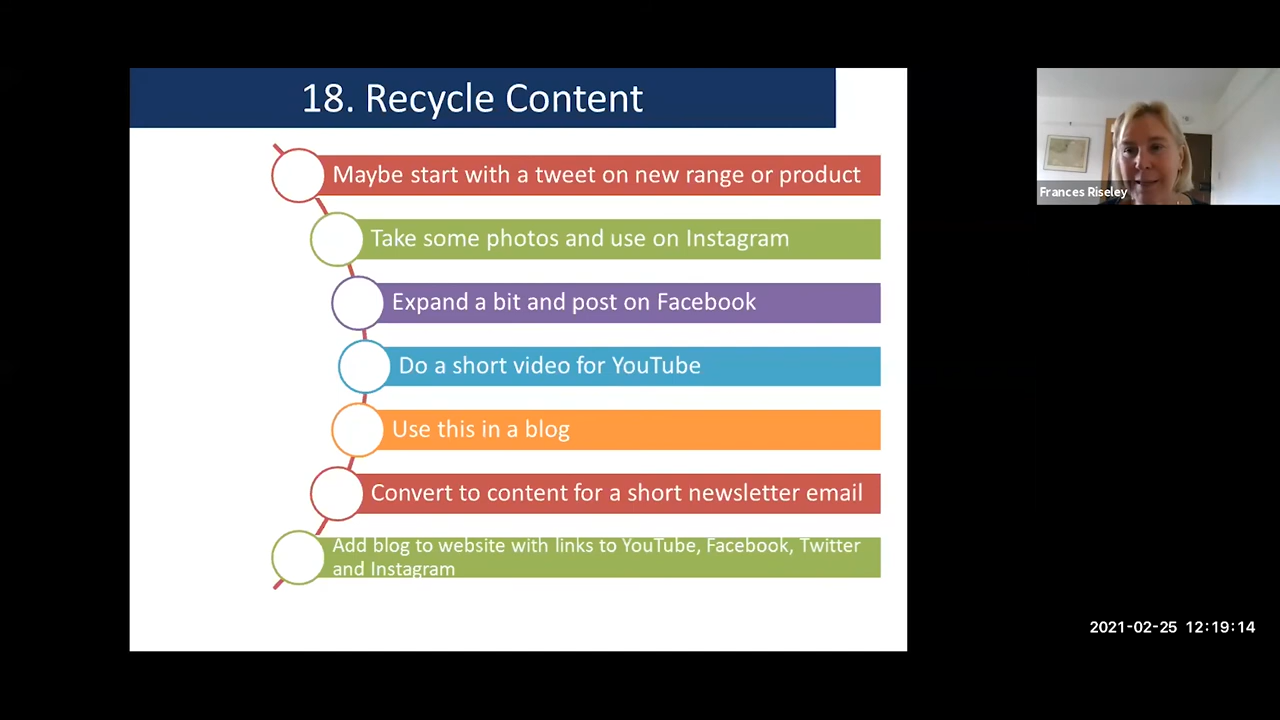 18. Recycle Content
Maybe start with a tweet on new range or product
Take some photos and use on Instagram
Expand a bit and post on Facebook
Do a short video for YouTube
Use this in a blog
Convert to content for a short newsletter email
Add blog to website with links to YouTube, Facebook, Twitter
and Instagram
Frances Riseley
2021-02-25 12:19:14